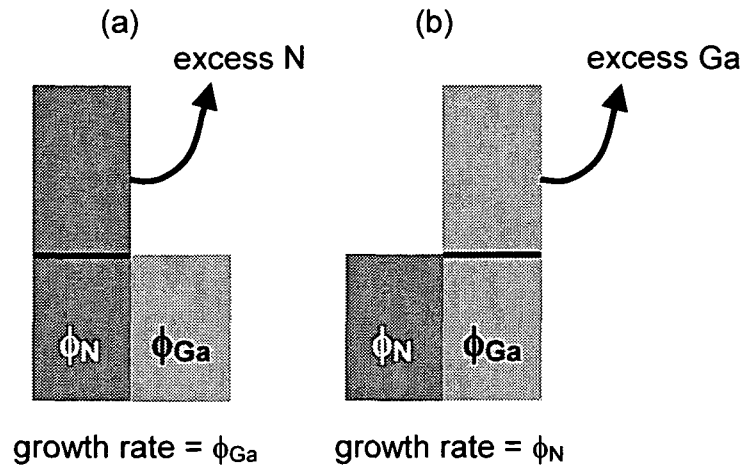 (a)
excess N
ϕN
ϕGa
growth rate = ϕGa
(b)
excess Ga
ϕN
ϕGa
growth rate = ϕN